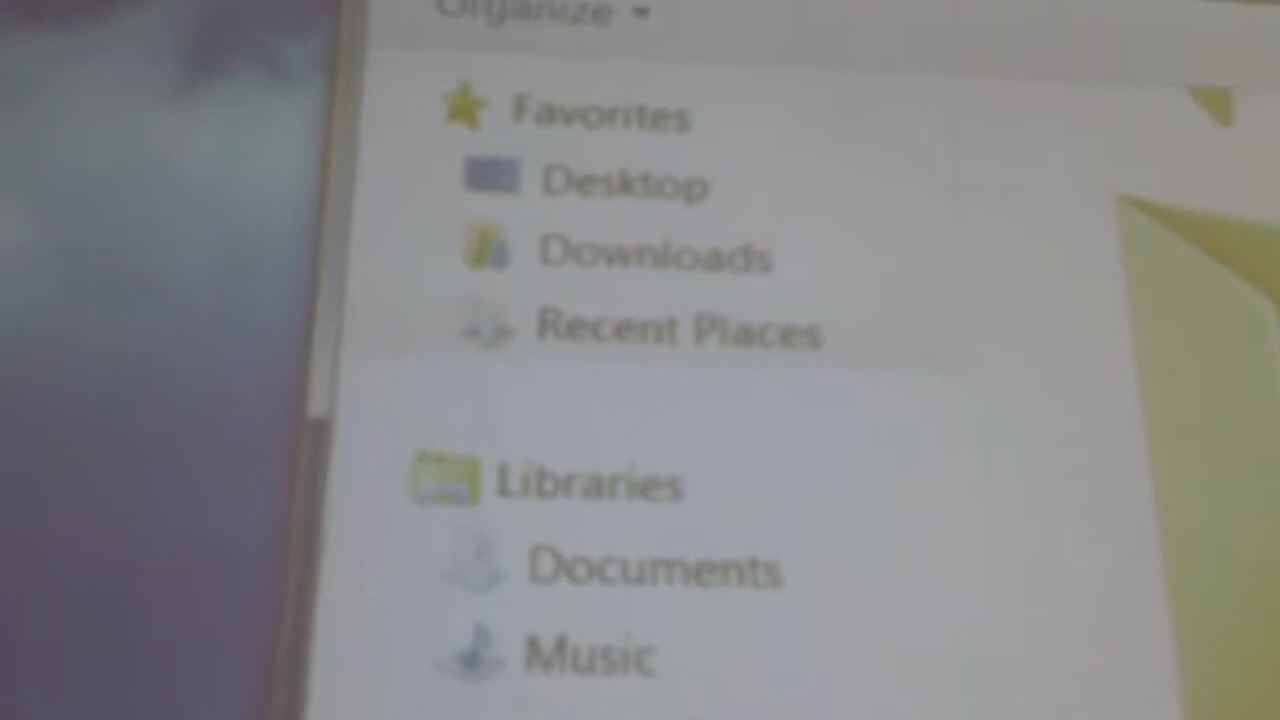 Organize
Favorites
Desktop
Downloads
Recent Places
Libraries
Documents
Music